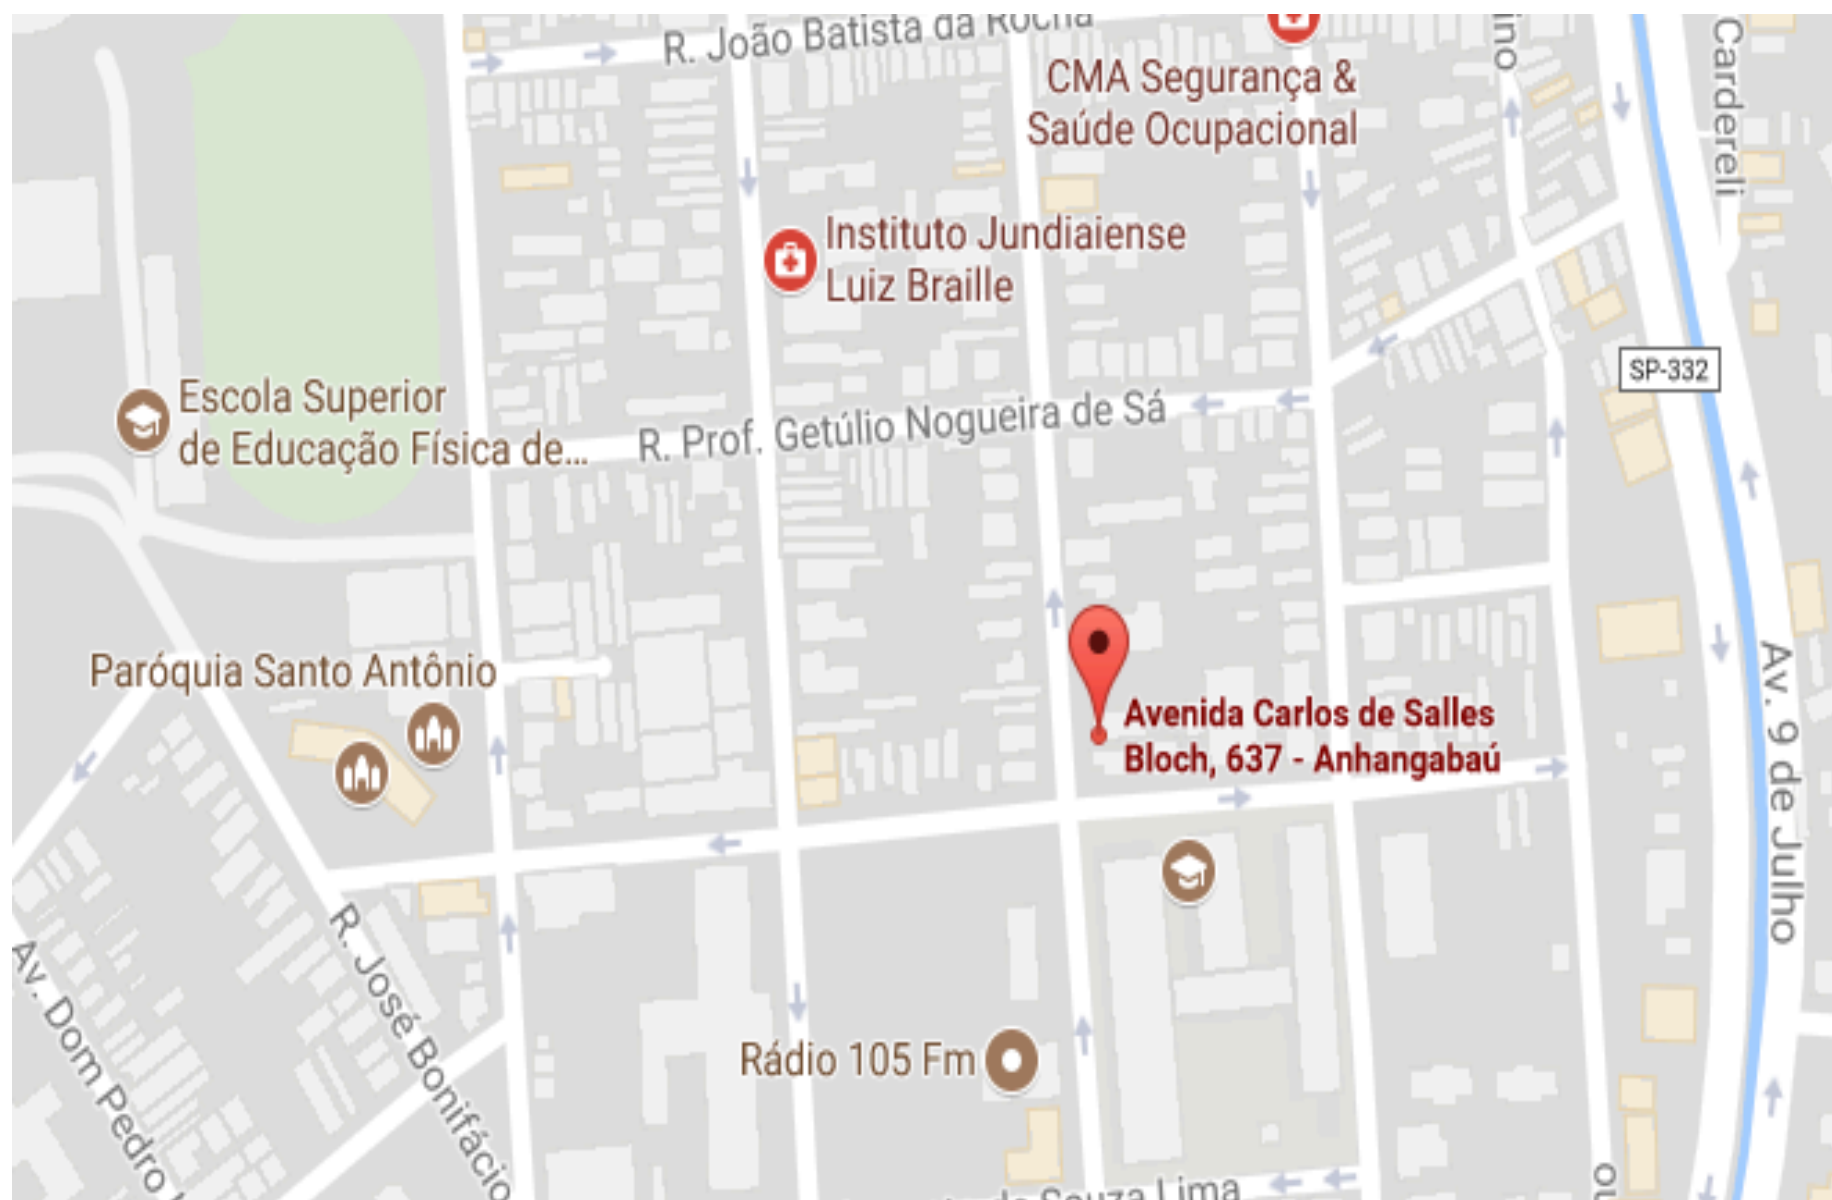 R. João Batista da Rocha
CMA Segurança &
Saúde Ocupacional
Cardereli
Instituto Jundiaiense
Luiz Braille
SP-332
Escola Superior
de Educação Física de...
R. Prof. Getúlio Nogueira de Sá
Paróquia Santo Antônio
Avenida Carlos de Salles
Bloch, 637 - Anhangabaú
Av. 9 de Julho
R. José Bonifácio
Av. Dom Pedro
Rádio 105 Fm
Souza Lima